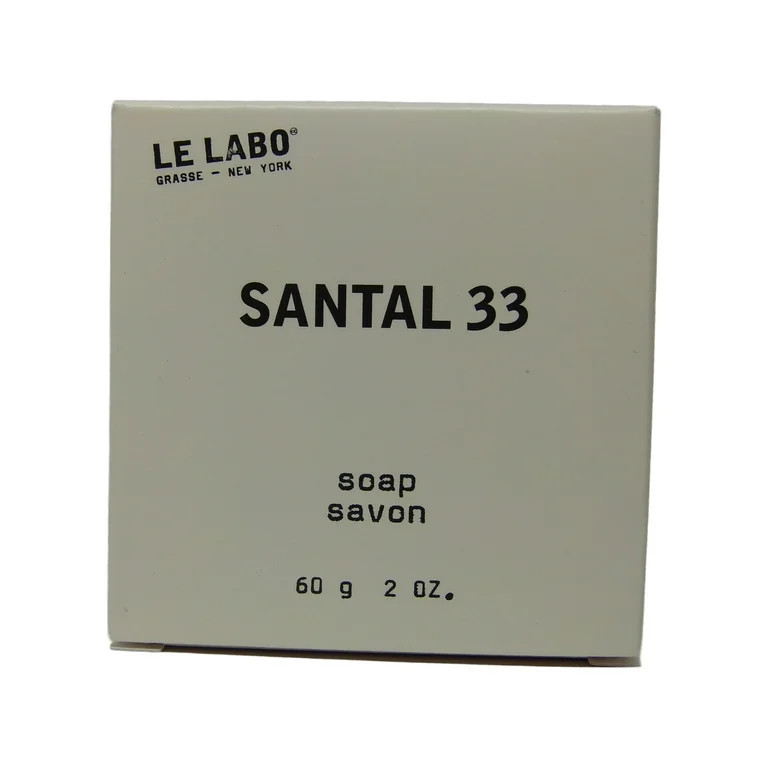 LE LABO
GRASSE — NEW YORK
SANTAL 33
soap
savon
60 g 2 OZ.